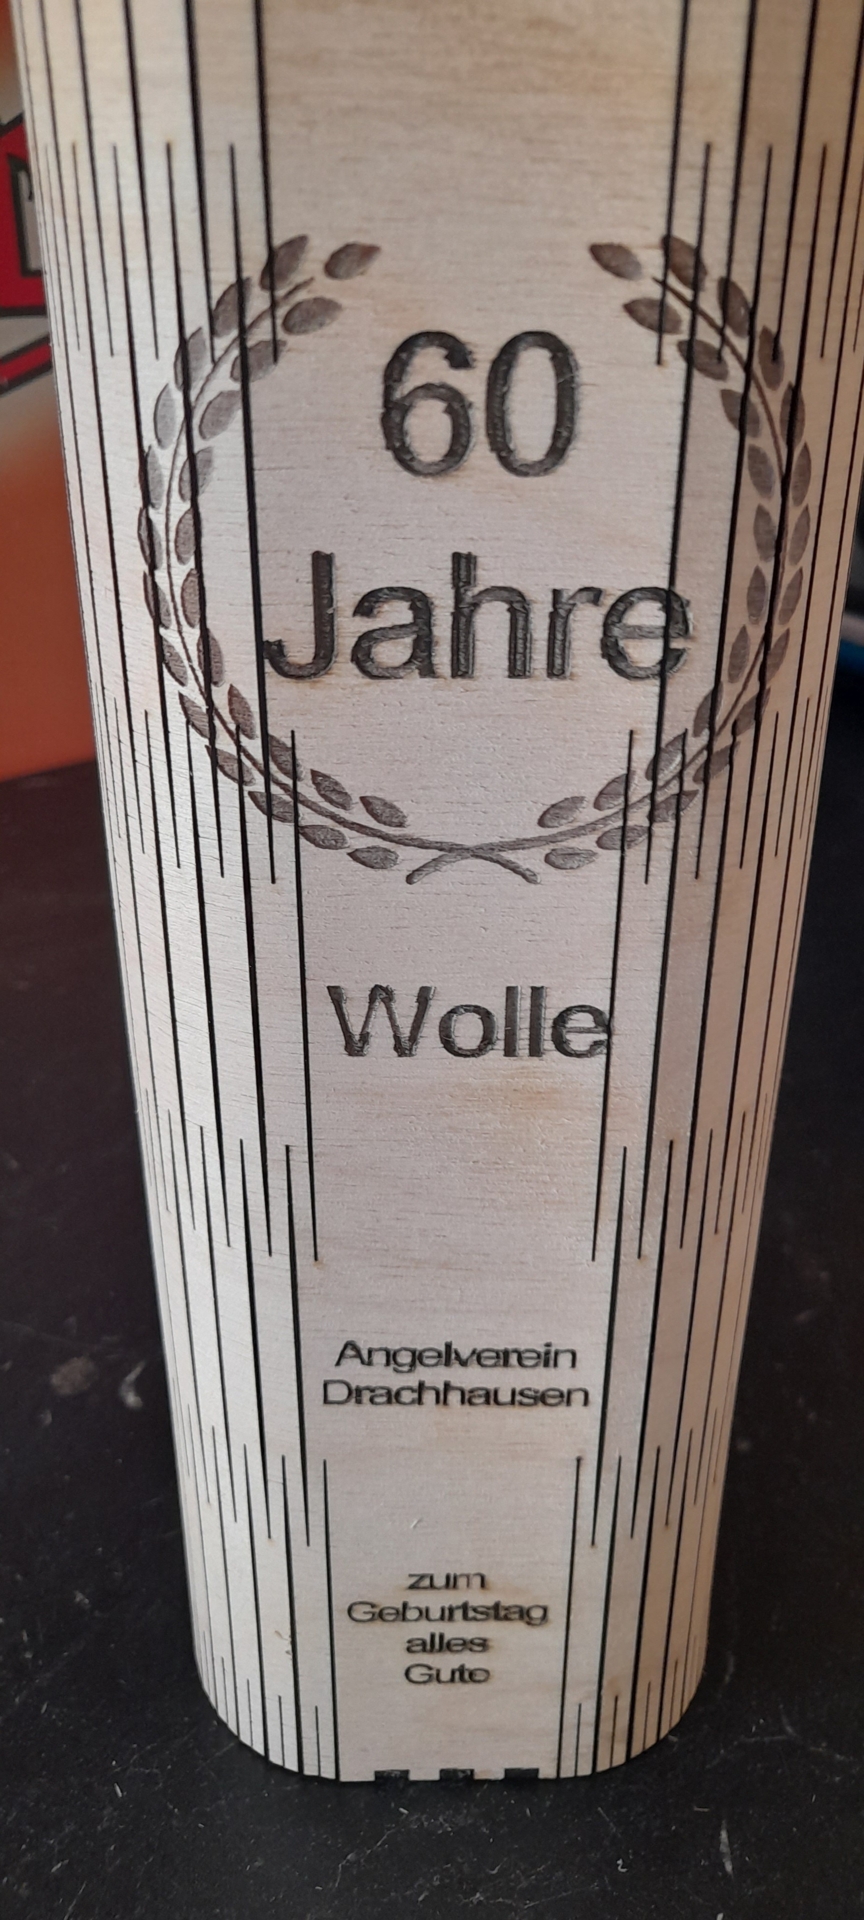 60
Jahre
Wolle
Angelverein
Drachhausen
zum
Geburtstag
alles
Gute